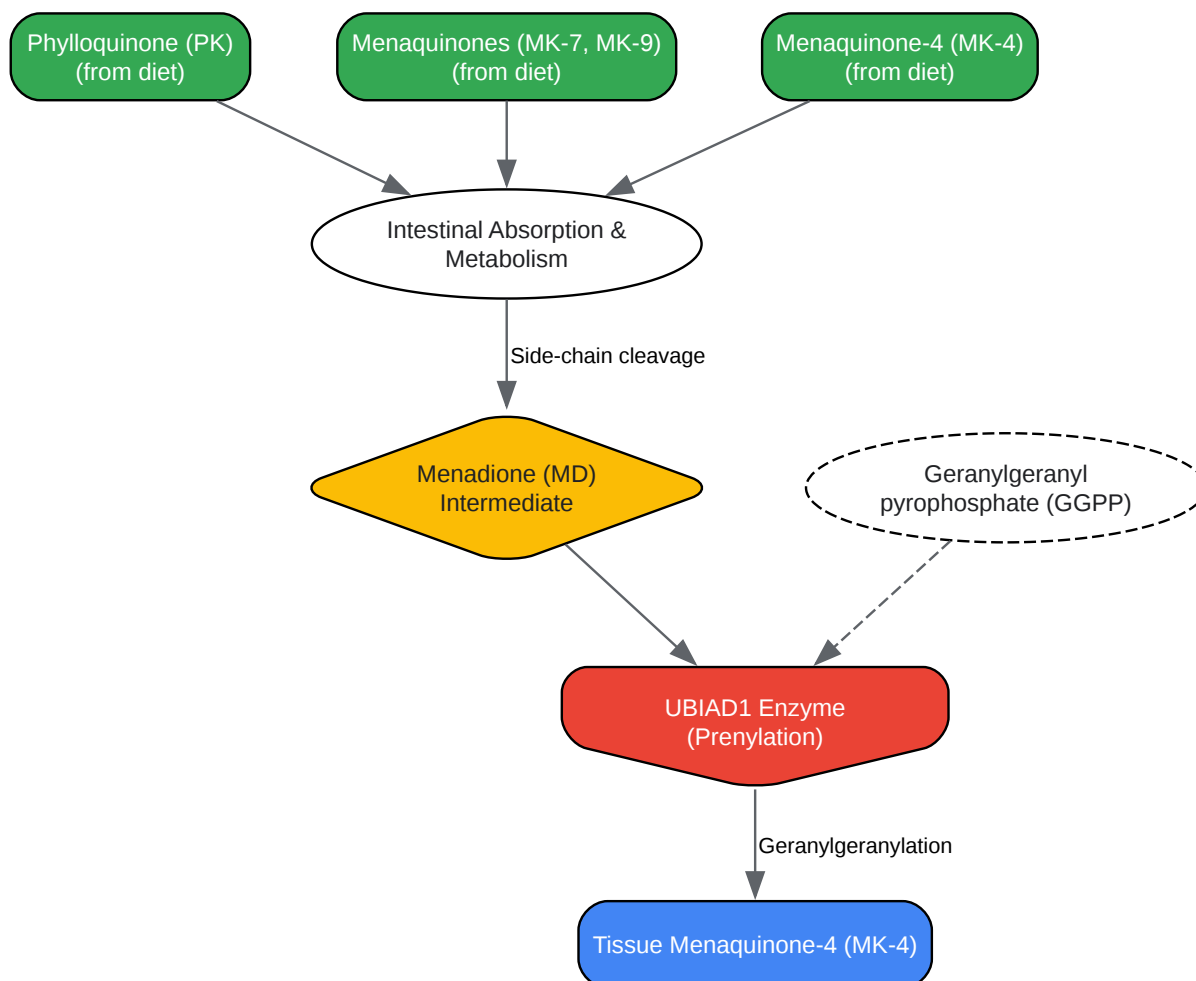 Phylloquinone (PK)
(from diet)
Menaquinones (MK-7, MK-9)
(from diet)
Menaquinone-4 (MK-4)
(from diet)
Intestinal Absorption &
Metabolism
Side-chain cleavage
Menadione (MD)
Intermediate
Geranylgeranyl
pyrophosphate (GGPP)
UBIAD1 Enzyme
(Prenylation)
Geranylgeranylation
Tissue Menaquinone-4 (MK-4)